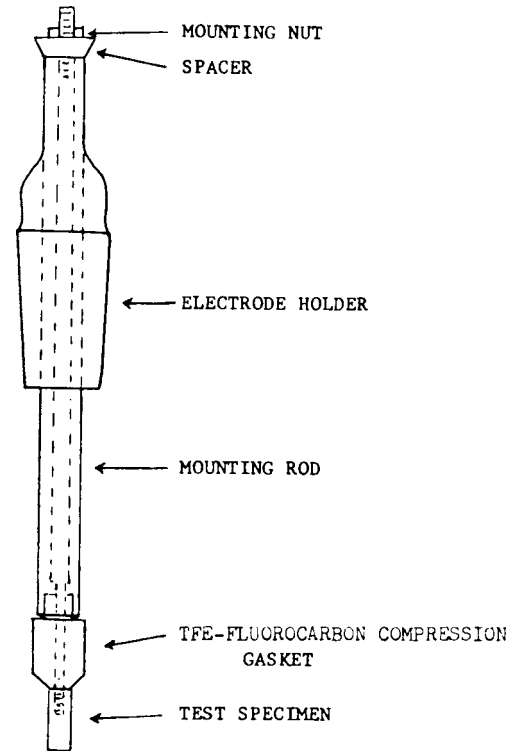 MOUNTING NUT
SPACER
ELECTRODE HOLDER
MOUNTING ROD
TFE-FLUOROCARBON COMPRESSION
GASKET
TEST SPECIMEN